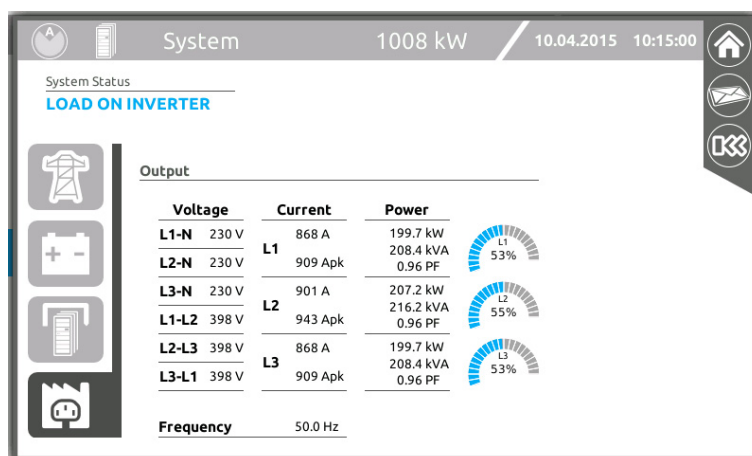 A
System
1008 kW
10.04.2015 10:15:00
System Status
LOAD ON INVERTER
Output
Voltage Current Power
L1-N 230 V
L2-N 230 V
L3-N 230 V
L1-L2 398 V
L2-L3 398 V
L3-L1 398 V
L1
868 A
909 Apk
L2
901 A
943 Apk
L3
868 A
909 Apk
199.7 kW
208.4 kVA
0.96 PF
207.2 kW
216.2 kVA
0.96 PF
199.7 kW
208.4 kVA
0.96 PF
L1
53%
L2
55%
L3
53%
Frequency 50.0 Hz
+ -